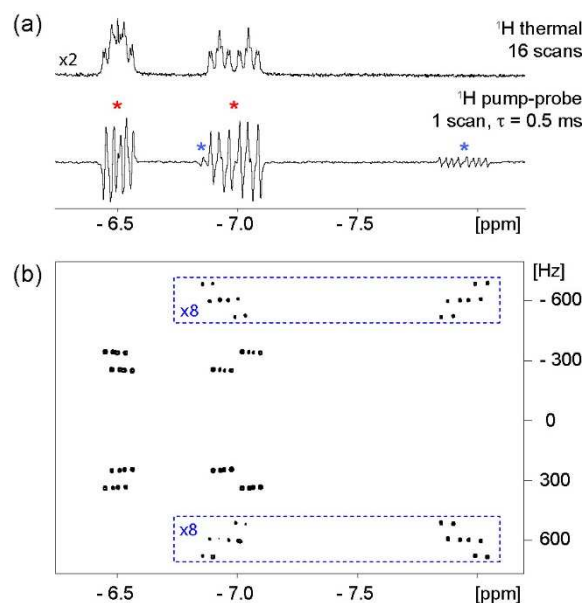 (a)
¹H thermal
16 scans
x2
* *
¹H pump-probe
1 scan, τ = 0.5 ms
* *
- 6.5 - 7.0 - 7.5 [ppm]
(b)
[Hz]
x8
- 600
- 300
0
300
x8
600
- 6.5 - 7.0 - 7.5 [ppm]